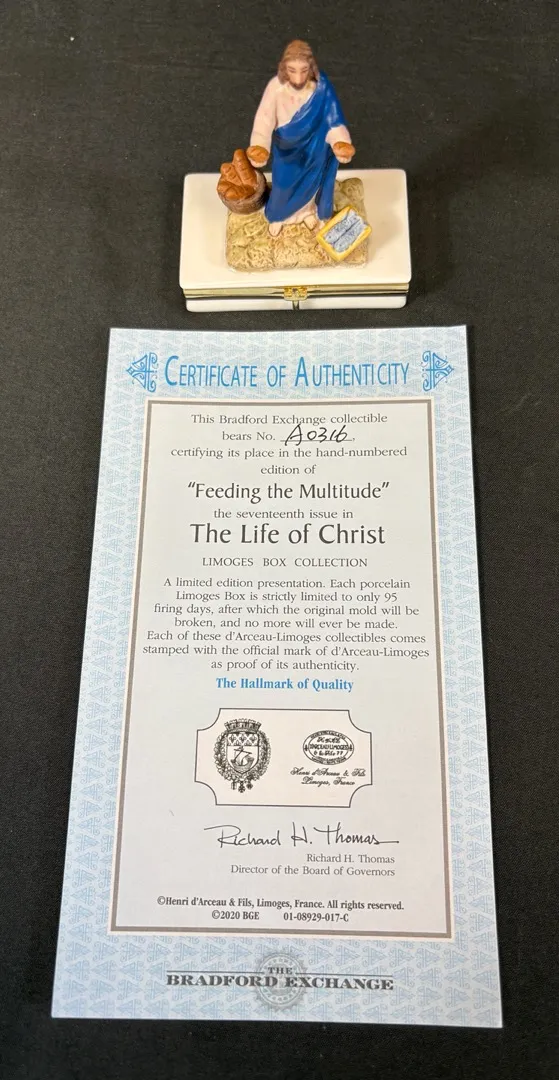 CERTIFICATE OF AUTHENTICITY
This Bradford Exchange collectible
bears No. A0316,
certifying its place in the hand-numbered
edition of
"Feeding the Multitude"
the seventeenth issue in
The Life of Christ
LIMOGES BOX COLLECTION
A limited edition presentation. Each porcelain
Limoges Box is strictly limited to only 95
firing days, after which the original mold will be
broken, and no more will ever be made.
Each of these d'Arceau-Limoges collectibles comes
stamped with the official mark of d'Arceau-Limoges
as proof of its authenticity.
The Hallmark of Quality
D'ARCEAU-LIMOGES
Henri d'Arceau & Fils
Limoges, France
Richard H. Thomas
Richard H. Thomas
Director of the Board of Governors
©Henri d'Arceau & Fils, Limoges, France. All rights reserved.
©2020 BGE 01-08929-017-C
THE
BRADFORD EXCHANGE